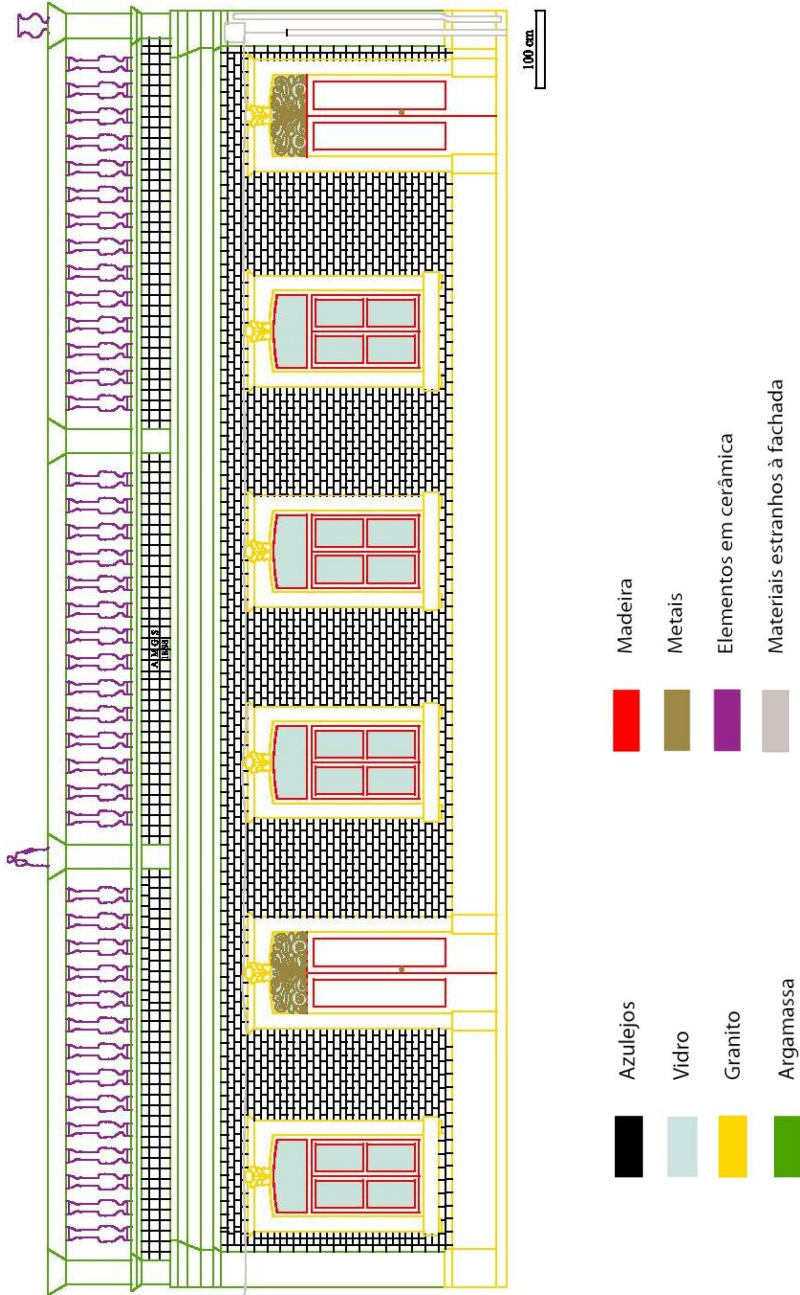 A M G S
100 cm
Azulejos
Vidro
Granito
Argamassa
Madeira
Metais
Elementos em cerâmica
Materiais estranhos à fachada